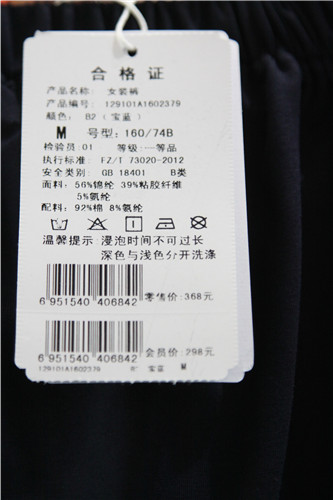 合格证
产品名称: 女装裤
产品编号: 129101A1602379
颜色: B2 (宝蓝)
M 号型: 160/74B
检验员:01 等级:一等品
执行标准: FZ/T 73020-2012
安全类别: GB 18401 B类
面料: 56%锦纶 39%粘胶纤维
5%氨纶
配料: 92%棉 8%氨纶
温馨提示 浸泡时间不可过长
深色与浅色分开洗涤
6 951540 406842 零售价:368元
6 951540 406842 会员价:298元
129101A1602379 B² 宝蓝 M